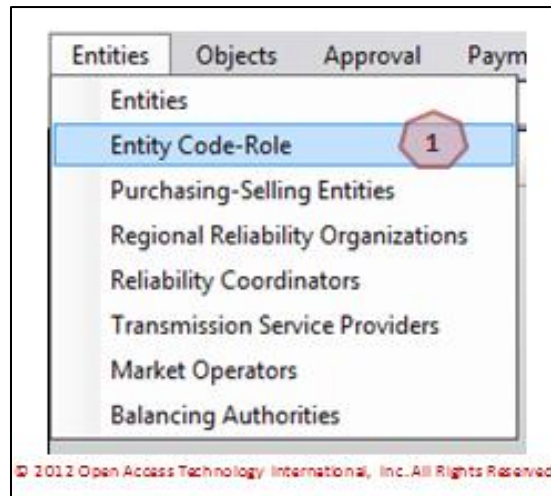 Entities Objects Approval Paym
Entities
Entity Code-Role 1
Purchasing-Selling Entities
Regional Reliability Organizations
Reliability Coordinators
Transmission Service Providers
Market Operators
Balancing Authorities
© 2012 Open Access Technology International, Inc. All Rights Reserved